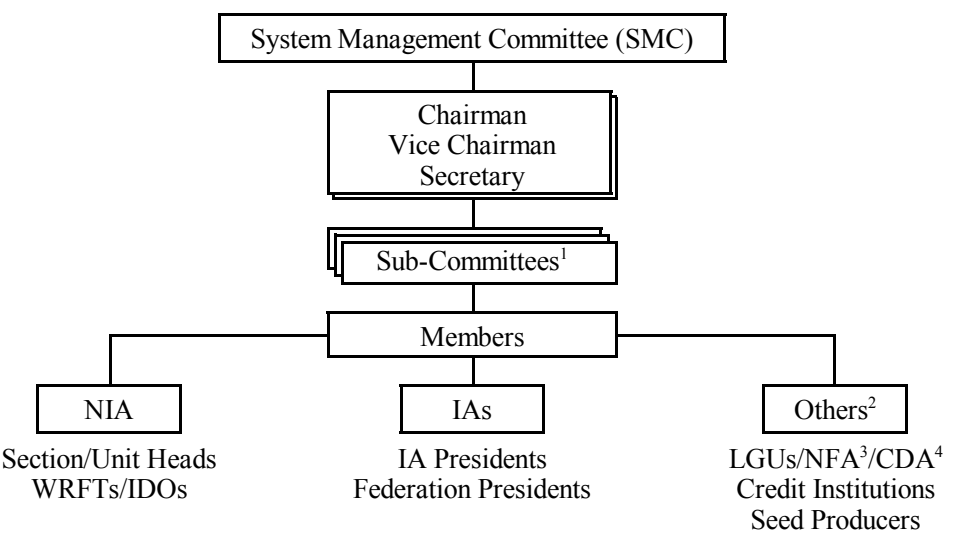 System Management Committee (SMC)
Chairman
Vice Chairman
Secretary
Sub-Committees¹
Members
NIA
Section/Unit Heads
WRFTs/IDOs
IAs
IA Presidents
Federation Presidents
Others²
LGUs/NFA³/CDA⁴
Credit Institutions
Seed Producers